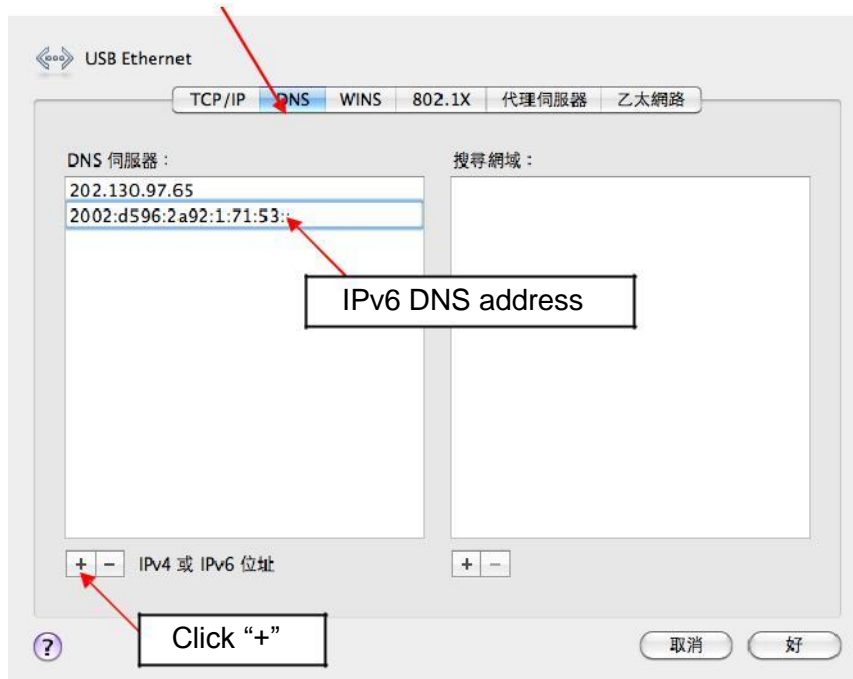 USB Ethernet
TCP/IP DNS WINS 802.1X 代理伺服器 乙太網路
DNS 伺服器：
搜尋網域：
202.130.97.65
2002:d596:2a92:1:71:53::
IPv6 DNS address
+ − IPv4 或 IPv6 位址
+ −
Click “+”
?
取消
好